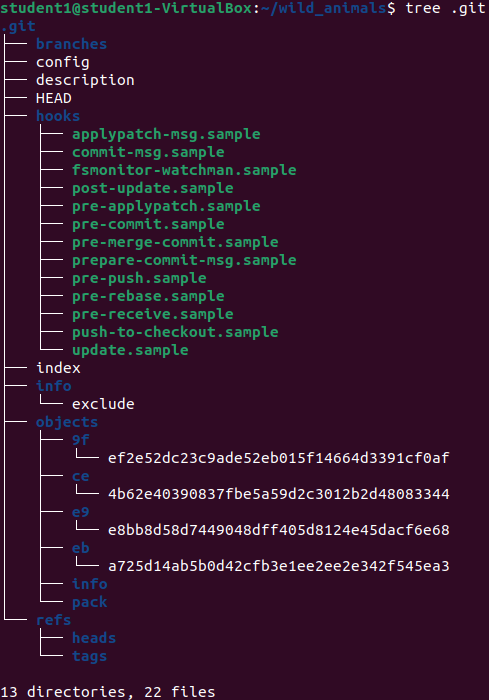 student1@student1-VirtualBox:~/wild_animals$ tree .git
.git
├── branches
├── config
├── description
├── HEAD
├── hooks
│   ├── applypatch-msg.sample
│   ├── commit-msg.sample
│   ├── fsmonitor-watchman.sample
│   ├── post-update.sample
│   ├── pre-applypatch.sample
│   ├── pre-commit.sample
│   ├── pre-merge-commit.sample
│   ├── prepare-commit-msg.sample
│   ├── pre-push.sample
│   ├── pre-rebase.sample
│   ├── pre-receive.sample
│   ├── push-to-checkout.sample
│   └── update.sample
├── index
├── info
│   └── exclude
├── objects
│   ├── 9f
│   │   └── ef2e52dc23c9ade52eb015f14664d3391cf0af
│   ├── ce
│   │   └── 4b62e40390837fbe5a59d2c3012b2d48083344
│   ├── e9
│   │   └── e8bb8d58d7449048dff405d8124e45dacf6e68
│   ├── eb
│   │   └── a725d14ab5b0d42cfb3e1ee2ee2e342f545ea3
│   ├── info
│   └── pack
└── refs
    ├── heads
    └── tags
13 directories, 22 files